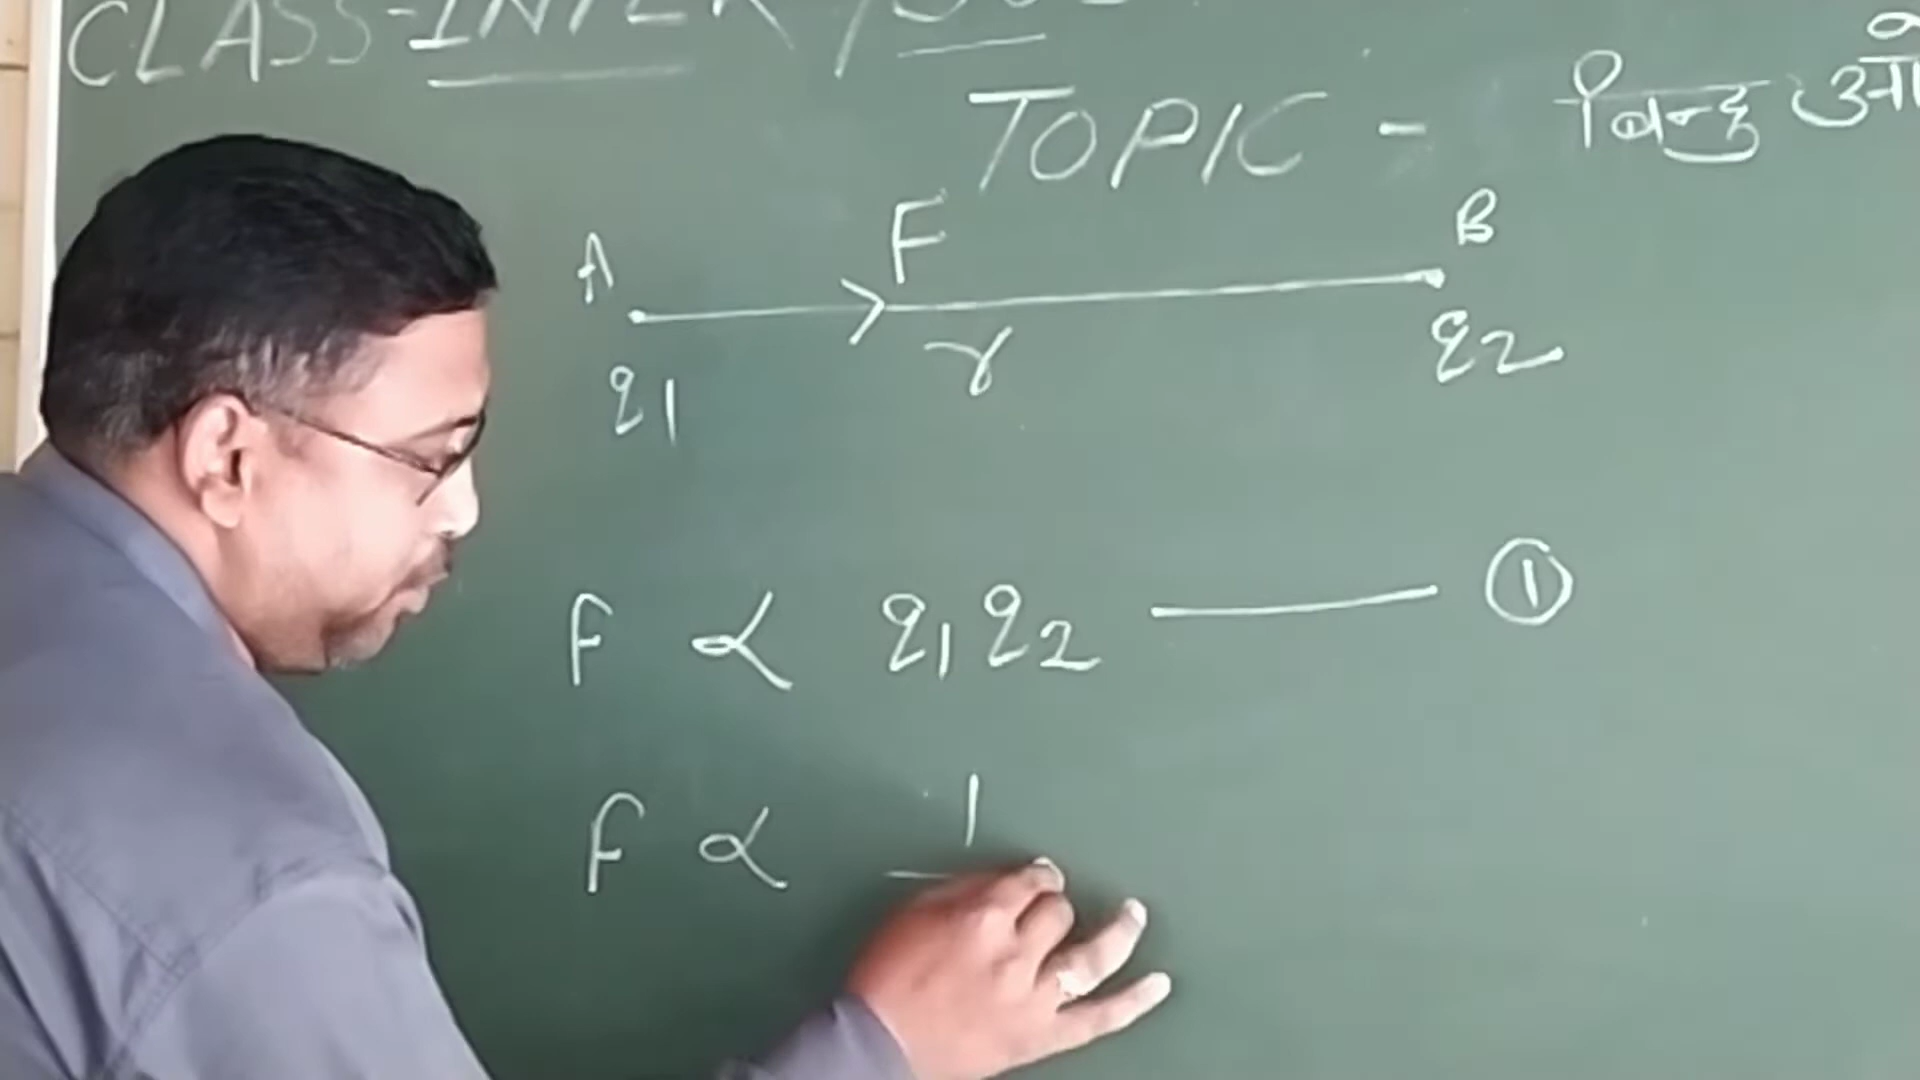 CLASS-INTER
TOPIC - बिन्दु
A F B
q1 r q2
F ∝ q1q2 —— ①
F ∝ 1